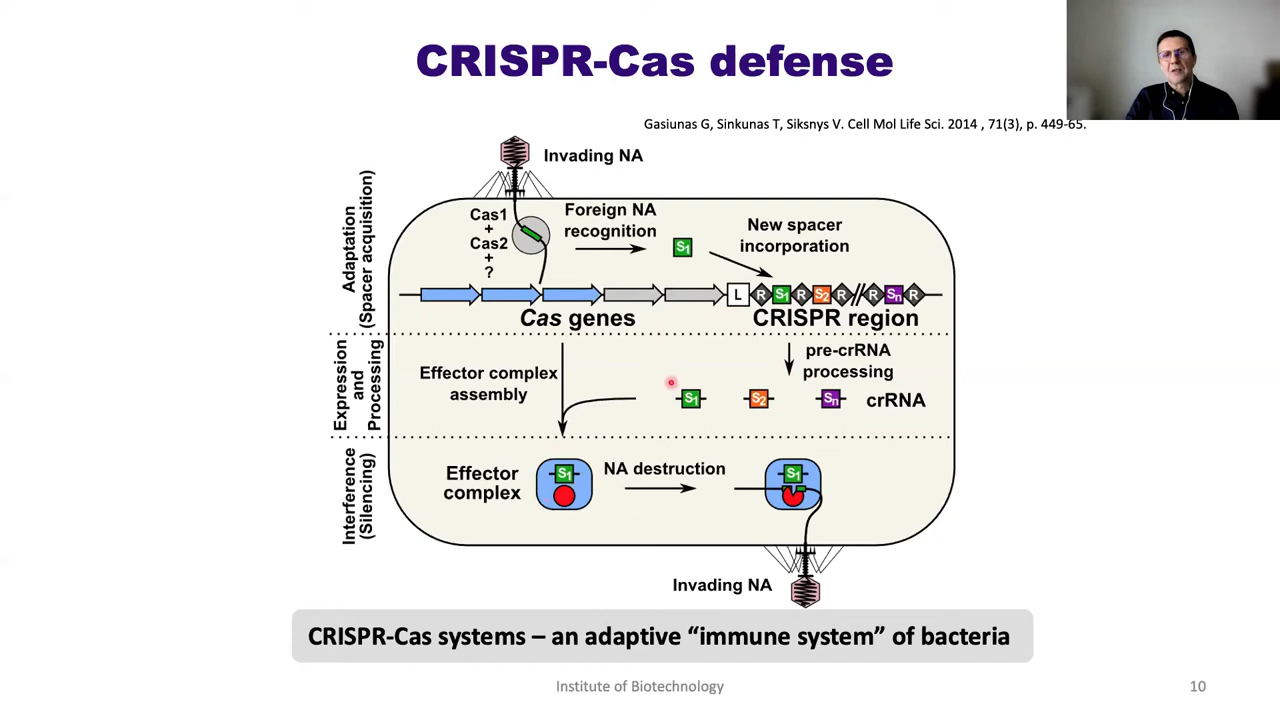 CRISPR-Cas defense
Gasiunas G, Sinkunas T, Siksnys V. Cell Mol Life Sci. 2014 , 71(3), p. 449-65.
Invading NA
Adaptation
(Spacer acquisition)
Cas1
+
Cas2
+
?
Foreign NA
recognition
S1
New spacer
incorporation
L R S1 R S2 R R Sn R
Cas genes
CRISPR region
Expression
and
Processing
Effector complex
assembly
pre-crRNA
processing
S1 S2 Sn crRNA
Interference
(Silencing)
Effector
complex
S1
NA destruction
S1
Invading NA
CRISPR-Cas systems – an adaptive “immune system” of bacteria
Institute of Biotechnology
10